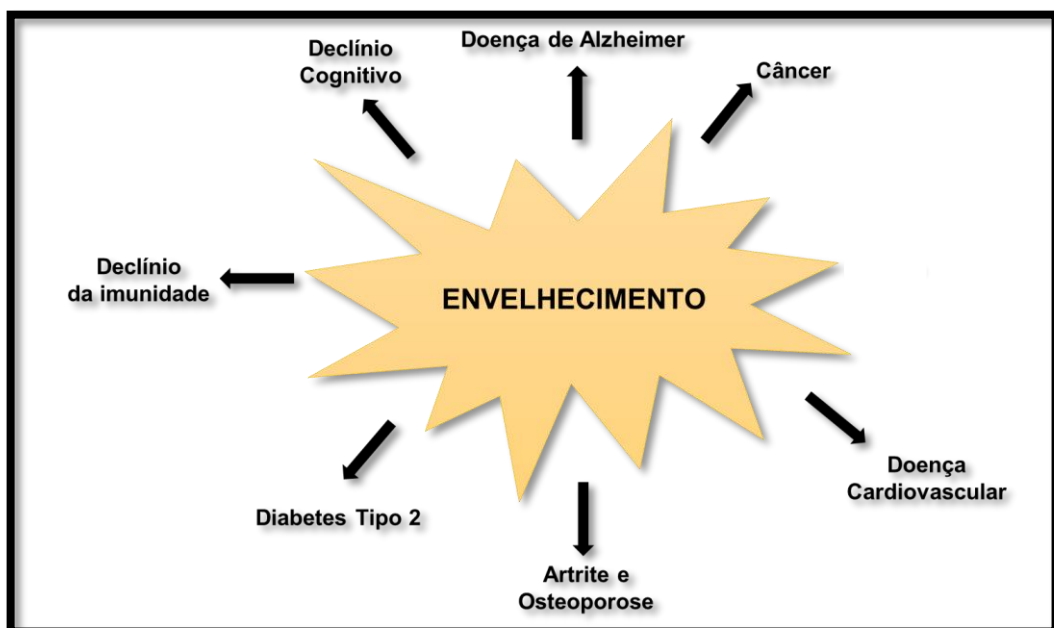 Declínio
Cognitivo
Doença de Alzheimer
Câncer
Declínio
da imunidade
ENVELHECIMENTO
Doença
Cardiovascular
Diabetes Tipo 2
Artrite e
Osteoporose